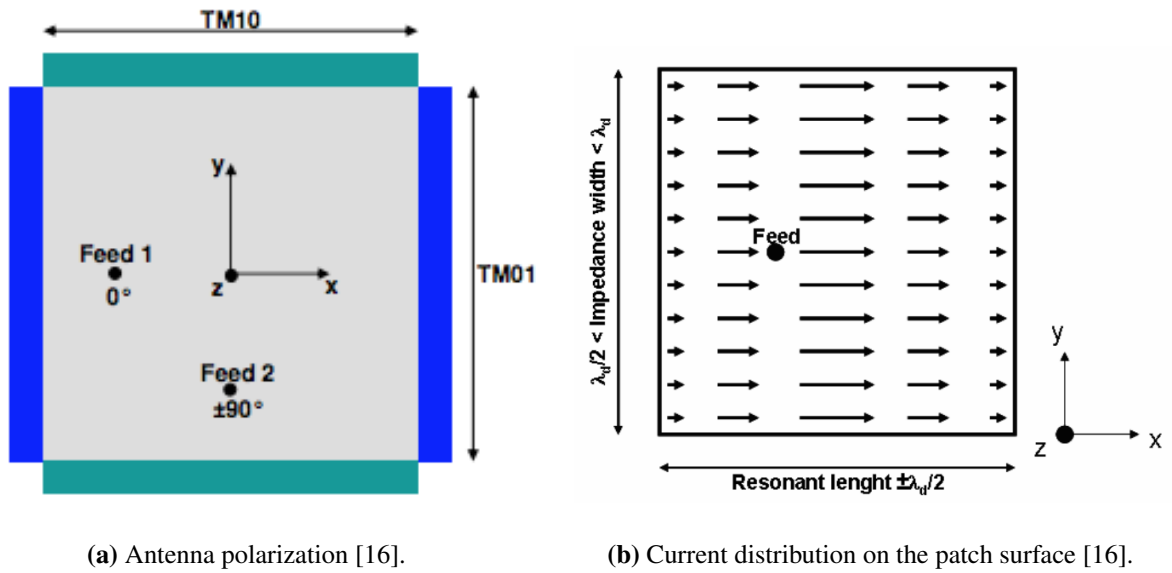 TM10
y
Feed 1
0°
z
x
TM01
Feed 2
±90°
(a) Antenna polarization [16].
λd/2 < Impedance width < λd
Feed
Resonant lenght ±λd/2
y
z
x
(b) Current distribution on the patch surface [16].